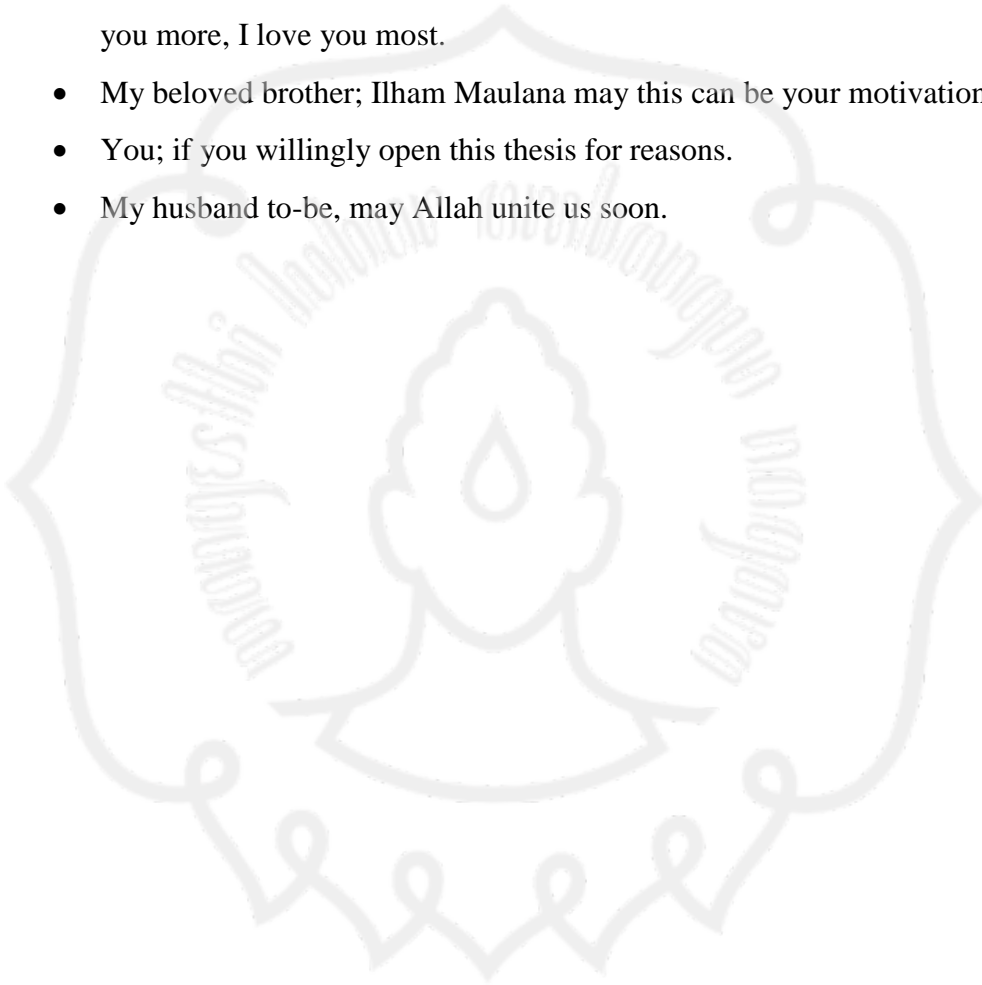 you more, I love you most.
• My beloved brother; Ilham Maulana may this can be your motivation
• You; if you willingly open this thesis for reasons.
• My husband to-be, may Allah unite us soon.